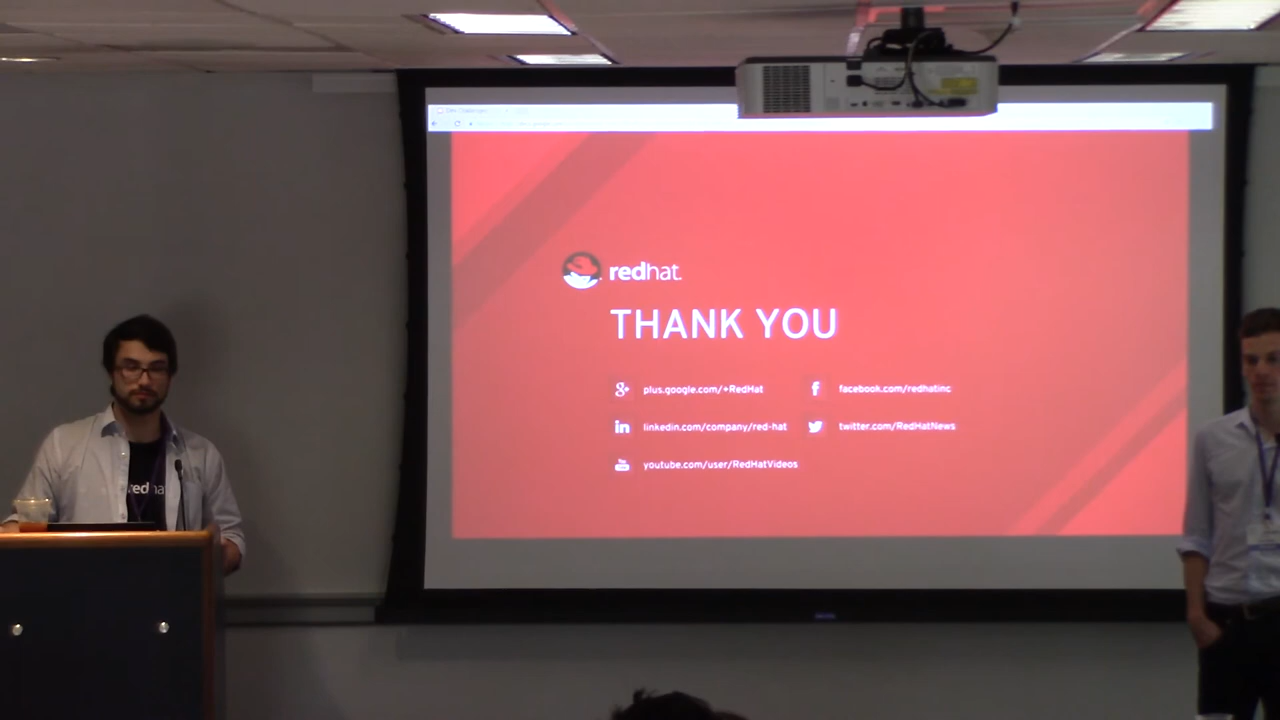 redhat.
THANK YOU
plus.google.com/+RedHat
facebook.com/redhatinc
linkedin.com/company/red-hat
twitter.com/RedHatNews
You
youtube.com/user/RedHatVideos
redhat